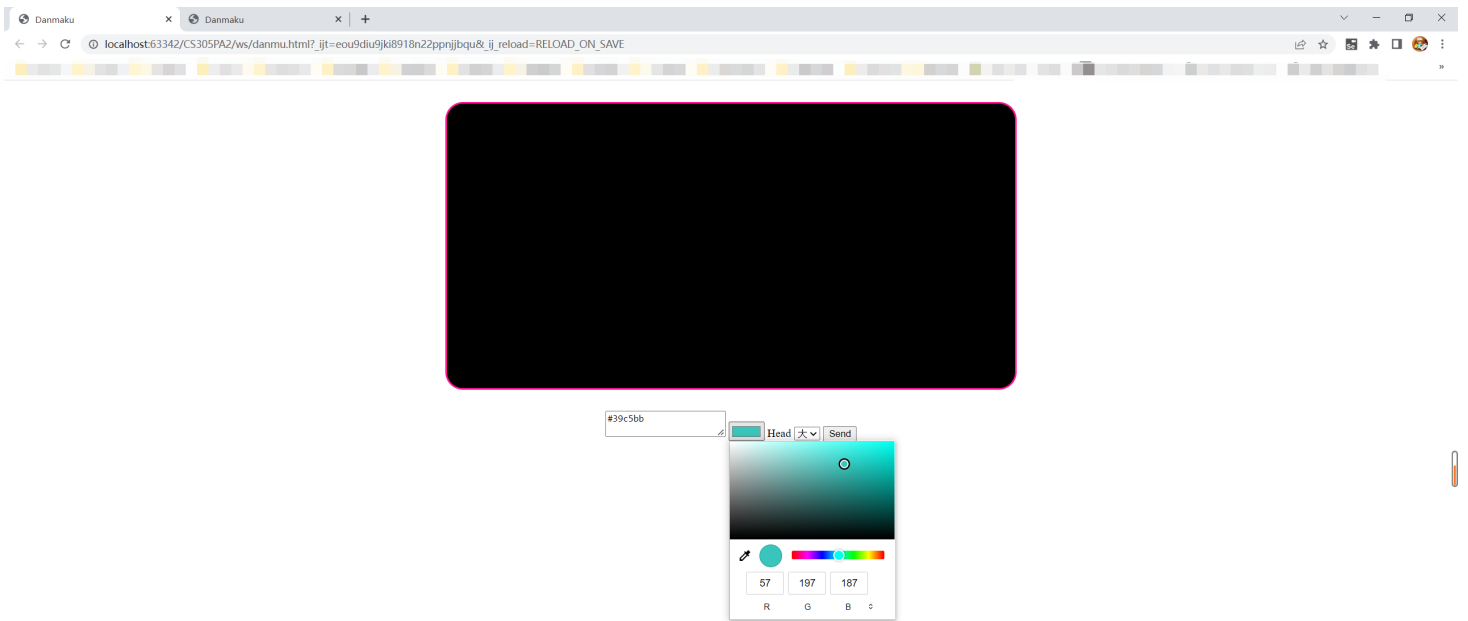 Danmaku
Danmaku
localhost:63342/CS305PA2/ws/danmu.html?_ijt=eou9diu9jki8918n22ppnjjbqu&_ij_reload=RELOAD_ON_SAVE
Se
#39c5bb
Head 大 Send
57 197 187
R G B